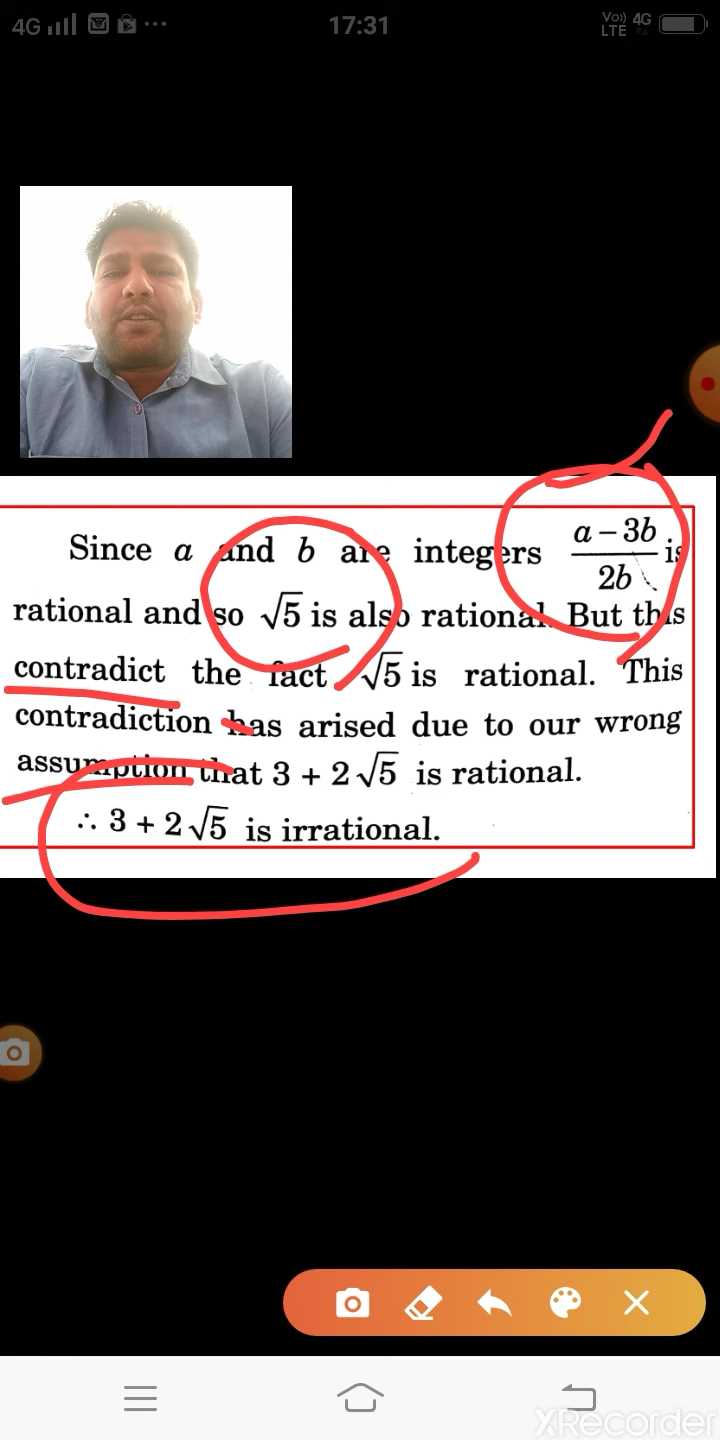 4G 17:31 Vo)) LTE 4G
Since a and b are integers (a – 3b)/2b is
rational and so √5 is also rational. But this
contradict the fact √5 is rational. This
contradiction has arised due to our wrong
assumption that 3 + 2√5 is rational.
∴ 3 + 2√5 is irrational.
XRecorder